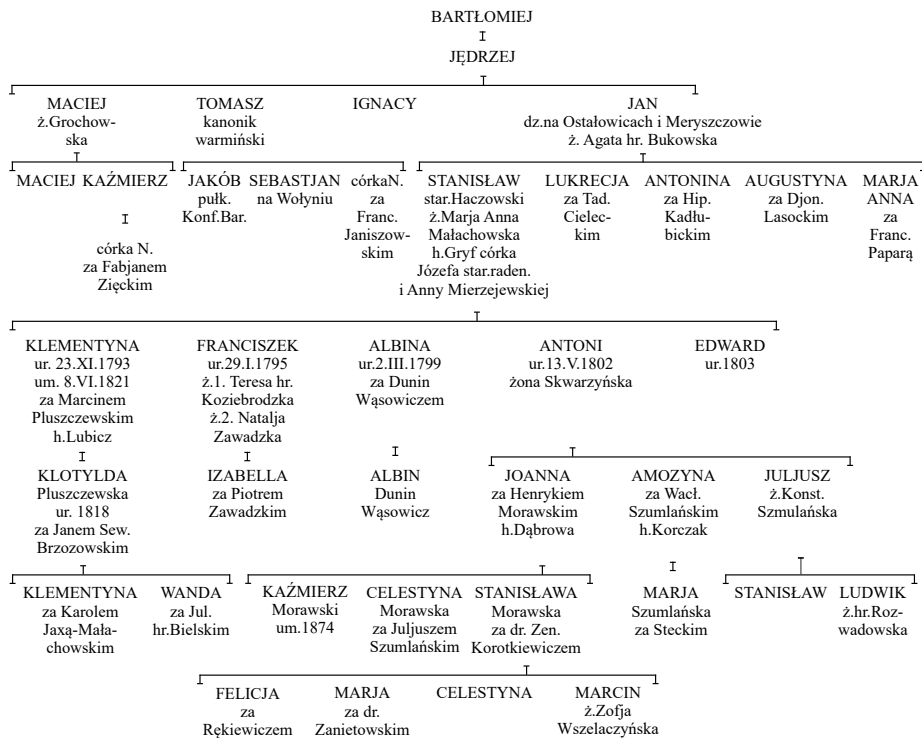 BARTŁOMIEJ
JĘDRZEJ
MACIEJ
ż.Grochow-
ska
TOMASZ
kanonik
warmiński
IGNACY
JAN
dz.na Ostałowicach i Meryszczowie
ż. Agata hr. Bukowska
MACIEJ
KAŹMIERZ
córka N.
za Fabjanem
Zięckim
JAKÓB
pułk.
Konf.Bar.
SEBASTJAN
na Wołyniu
córkaN.
za
Franc.
Janiszow-
skim
STANISŁAW
star.Haczowski
ż.Marja Anna
Małachowska
h.Gryf córka
Józefa star.raden.
i Anny Mierzejewskiej
LUKRECJA
za Tad.
Cielec-
kim
ANTONINA
za Hip.
Kadłu-
bickim
AUGUSTYNA
za Djon.
Lasockim
MARJA
ANNA
za
Franc.
Paparą
KLEMENTYNA
ur. 23.XI.1793
um. 8.VI.1821
za Marcinem
Pluszczewskim
h.Lubicz
FRANCISZEK
ur.29.I.1795
ż.1. Teresa hr.
Koziebrodzka
ż.2. Natalja
Zawadzka
ALBINA
ur.2.III.1799
za Dunin
Wąsowiczem
ANTONI
ur.13.V.1802
żona Skwarzyńska
EDWARD
ur.1803
KLOTYLDA
Pluszczewska
ur. 1818
za Janem Sew.
Brzozowskim
IZABELLA
za Piotrem
Zawadzkim
ALBIN
Dunin
Wąsowicz
JOANNA
za Henrykiem
Morawskim
h.Dąbrowa
AMOZYNA
za Wacł.
Szumlańskim
h.Korczak
JULJUSZ
ż.Konst.
Szmulańska
KLEMENTYNA
za Karolem
Jaxą-Mała-
chowskim
WANDA
za Jul.
hr.Bielskim
KAŹMIERZ
Morawski
um.1874
CELESTYNA
Morawska
za Juljuszem
Szumlańskim
STANISŁAWA
Morawska
za dr. Zen.
Korotkiewiczem
MARJA
Szumlańska
za Steckim
STANISŁAW
LUDWIK
ż.hr.Roz-
wadowska
FELICJA
za
Rękiewiczem
MARJA
za dr.
Zanietowskim
CELESTYNA
MARCIN
ż.Zofja
Wszelaczyńska